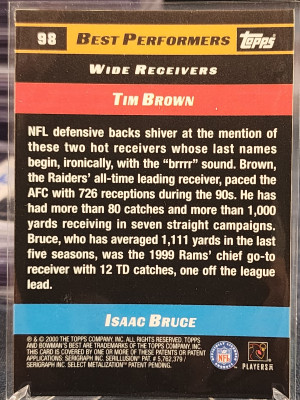 98 BEST PERFORMERS Topps
WIDE RECEIVERS
TIM BROWN
NFL defensive backs shiver at the mention of
these two hot receivers whose last names
begin, ironically, with the “brrrr” sound. Brown,
the Raiders' all-time leading receiver, paced the
AFC with 726 receptions during the 90s. He has
had more than 80 catches and more than 1,000
yards receiving in seven straight campaigns.
Bruce, who has averaged 1,111 yards in the last
five seasons, was the 1999 Rams' chief go-to
receiver with 12 TD catches, one off the league
lead.
ISAAC BRUCE
® & © 2000 THE TOPPS COMPANY, INC. ALL RIGHTS RESERVED. TOPPS
AND BOWMAN'S BEST ARE TRADEMARKS OF THE TOPPS COMPANY, INC.
THIS CARD IS COVERED BY ONE OR MORE OF THESE PATENTS OR PATENT
APPLICATIONS: SERIGRAPH INC. SERILLUSION® PAT. # 5,762,379 /
SERIGRAPH INC. SELECT METALIZATION™ PATENT PENDING.
NFL
PLAYERS